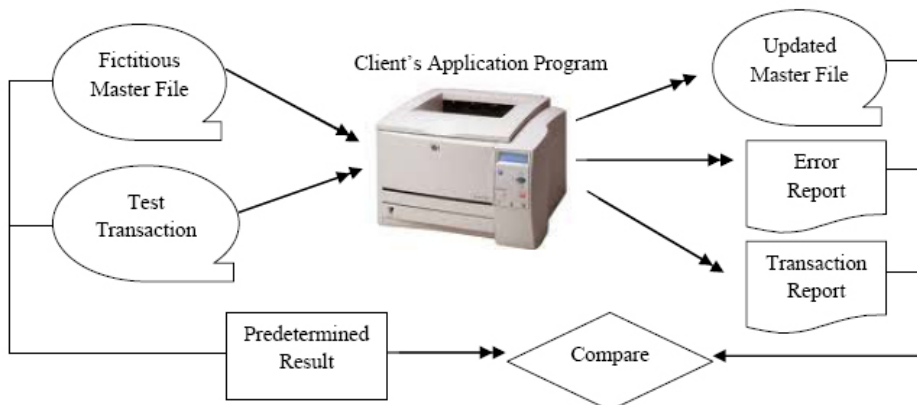 Fictitious
Master File
Client's Application Program
Updated
Master File
Error
Report
Test
Transaction
Transaction
Report
Predetermined
Result
Compare